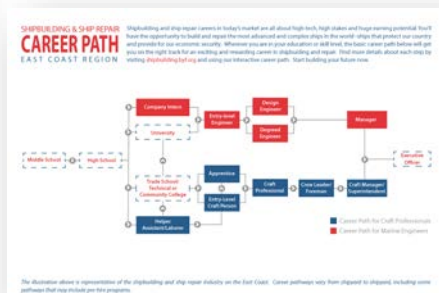 SHIPBUILDING & SHIP REPAIR
CAREER PATH
EAST COAST REGION
Shipbuilding and ship repair careers in today's market are all about high-tech, high stakes and huge earning potential! You'll
have the opportunity to build and repair the most advanced and complex ships in the world- ships that protect our country
and provide for our economic security. Wherever you are in your education or skill level, the basic career path below will get
you on the right track for an exciting and rewarding career in shipbuilding and repair. Find more details about each step by
visiting shipbuilding.byf.org and using our interactive career path. Start building your future now.
Company Intern
University
Entry-level
Engineer
Design
Engineer
Degreed
Engineer
Manager
Middle School
High School
Executive
Officer
Trade School/
Technical or
Community College
Apprentice
Entry-Level
Craft Person
Craft
Professional
Crew Leader/
Foreman
Craft Manager/
Superintendent
Helper
Assistant/Laborer
Career Path for Craft Professionals
Career Path for Marine Engineers
The illustration above is representative of the shipbuilding and ship repair industry on the East Coast. Career pathways vary from shipyard to shipyard, including some
pathways that may include pre-hire programs.